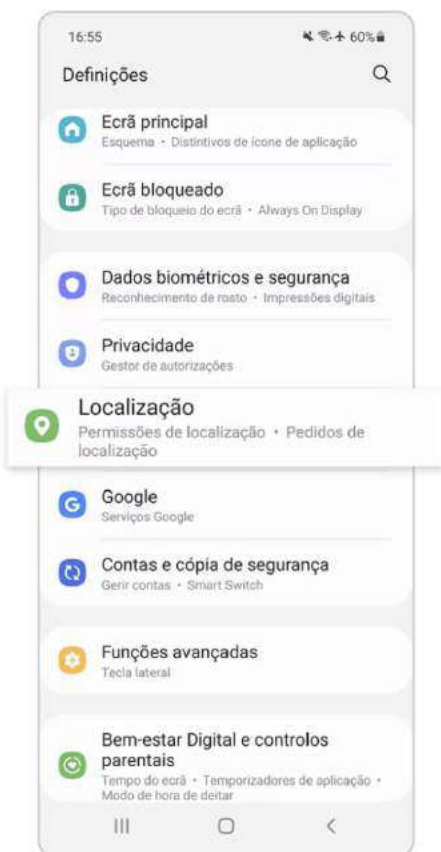 16:55 60%
Definições
Ecrã principal
Esquema • Distintivos de ícone de aplicação
Ecrã bloqueado
Tipo de bloqueio do ecrã • Always On Display
Dados biométricos e segurança
Reconhecimento de rosto • Impressões digitais
Privacidade
Gestor de autorizações
Localização
Permissões de localização • Pedidos de
localização
Google
Serviços Google
Contas e cópia de segurança
Gerir contas • Smart Switch
Funções avançadas
Tecla lateral
Bem-estar Digital e controlos
parentais
Tempo do ecrã • Temporizadores de aplicação •
Modo de hora de deitar